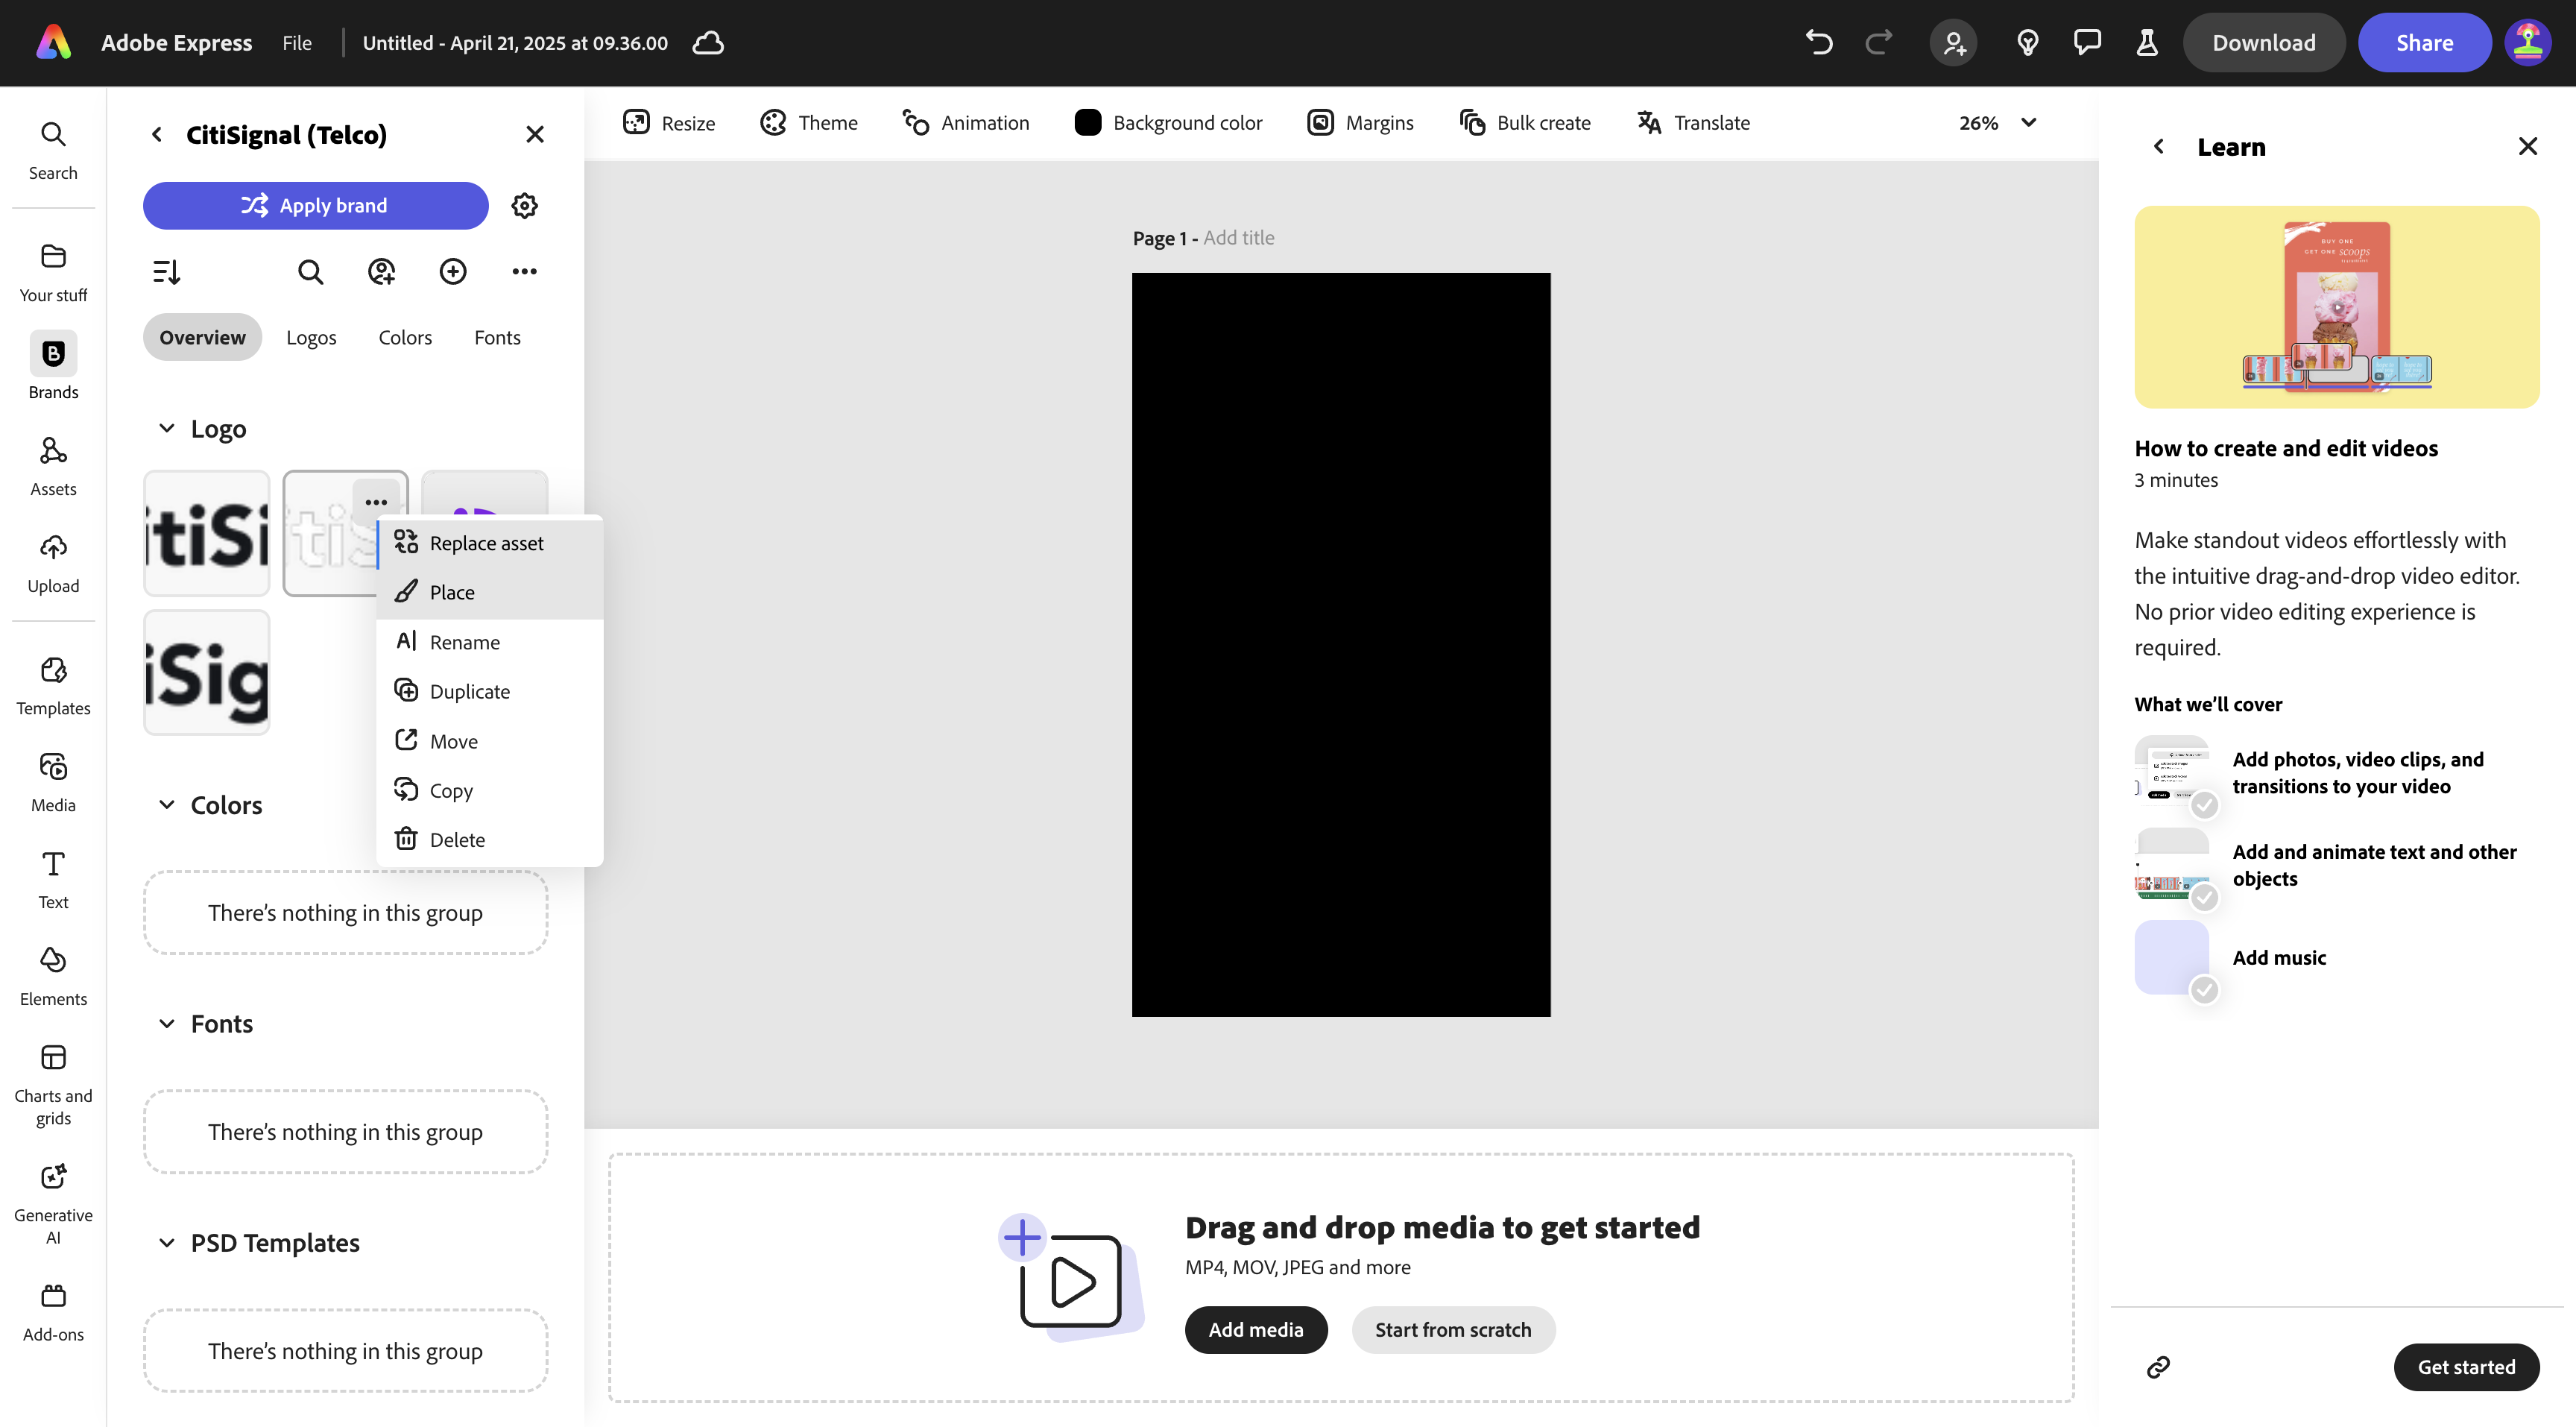 Adobe Express File Untitled - April 21, 2025 at 09.36.00 Download Share
Search
Your stuff
Brands
Assets
Upload
Templates
Media
Text
Elements
Charts and
grids
Generative
AI
Add-ons
CitiSignal (Telco)
Apply brand
Overview Logos Colors Fonts
Logo
itiSi
tis
iSig
Replace asset
Place
Rename
Duplicate
Move
Copy
Delete
Colors
There's nothing in this group
Fonts
There's nothing in this group
PSD Templates
There's nothing in this group
Resize Theme Animation Background color Margins Bulk create Translate 26%
Page 1 - Add title
Drag and drop media to get started
MP4, MOV, JPEG and more
Add media Start from scratch
Learn
BUY ONE
GET ONE scoops
How to create and edit videos
3 minutes
Make standout videos effortlessly with
the intuitive drag-and-drop video editor.
No prior video editing experience is
required.
What we'll cover
Add photos, video clips, and
transitions to your video
Add and animate text and other
objects
Add music
Get started